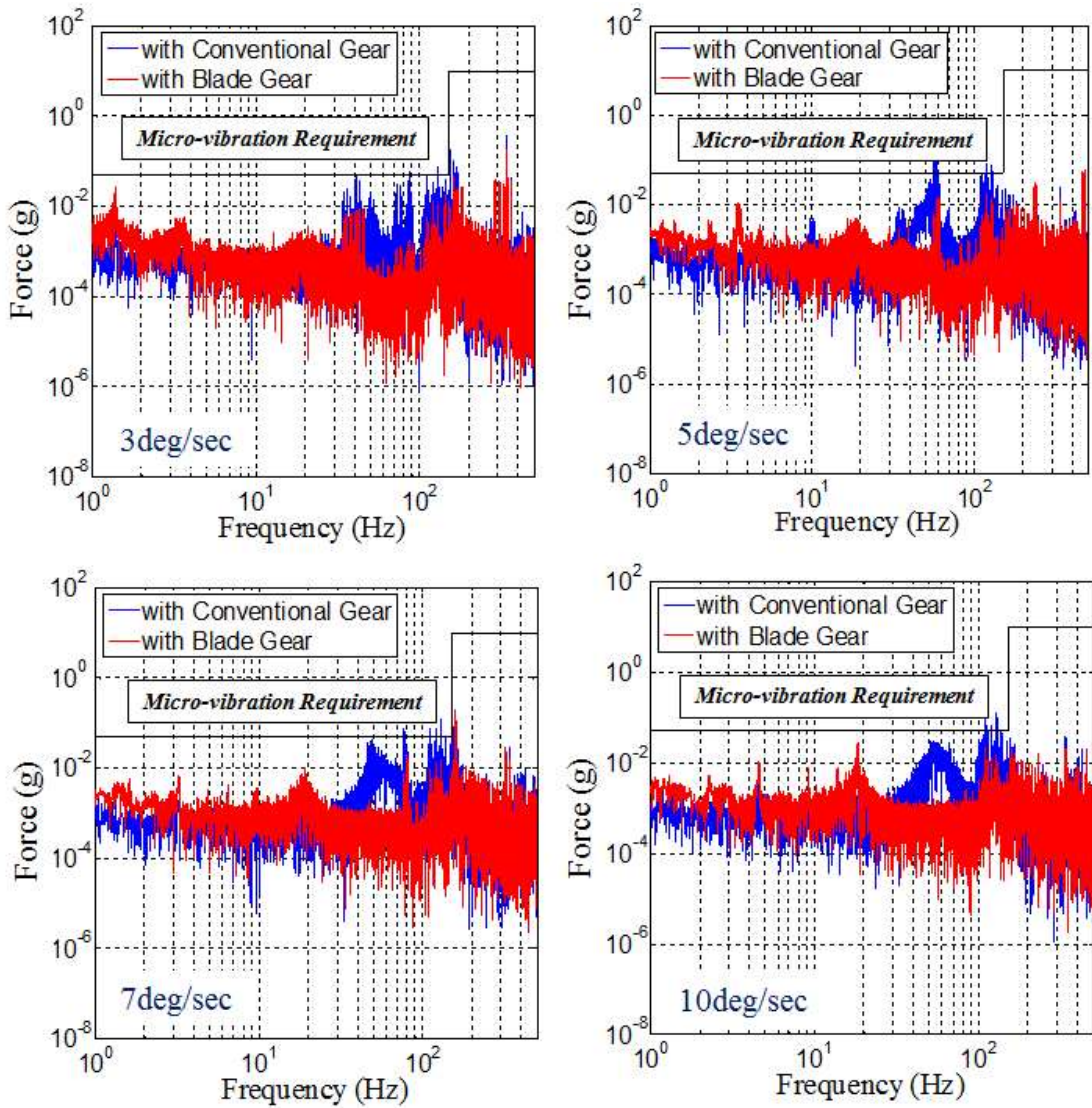 10^2
with Conventional Gear
with Blade Gear
10^0
Micro-vibration Requirement
10^-2
Force (g)
10^-4
10^-6
3deg/sec
10^-8
10^0 10^1 10^2
Frequency (Hz)
10^2
with Conventional Gear
with Blade Gear
10^0
Micro-vibration Requirement
10^-2
Force (g)
10^-4
10^-6
5deg/sec
10^-8
10^0 10^1 10^2
Frequency (Hz)
10^2
with Conventional Gear
with Blade Gear
10^0
Micro-vibration Requirement
10^-2
Force (g)
10^-4
10^-6
7deg/sec
10^-8
10^0 10^1 10^2
Frequency (Hz)
10^2
with Conventional Gear
with Blade Gear
10^0
Micro-vibration Requirement
10^-2
Force (g)
10^-4
10^-6
10deg/sec
10^-8
10^0 10^1 10^2
Frequency (Hz)